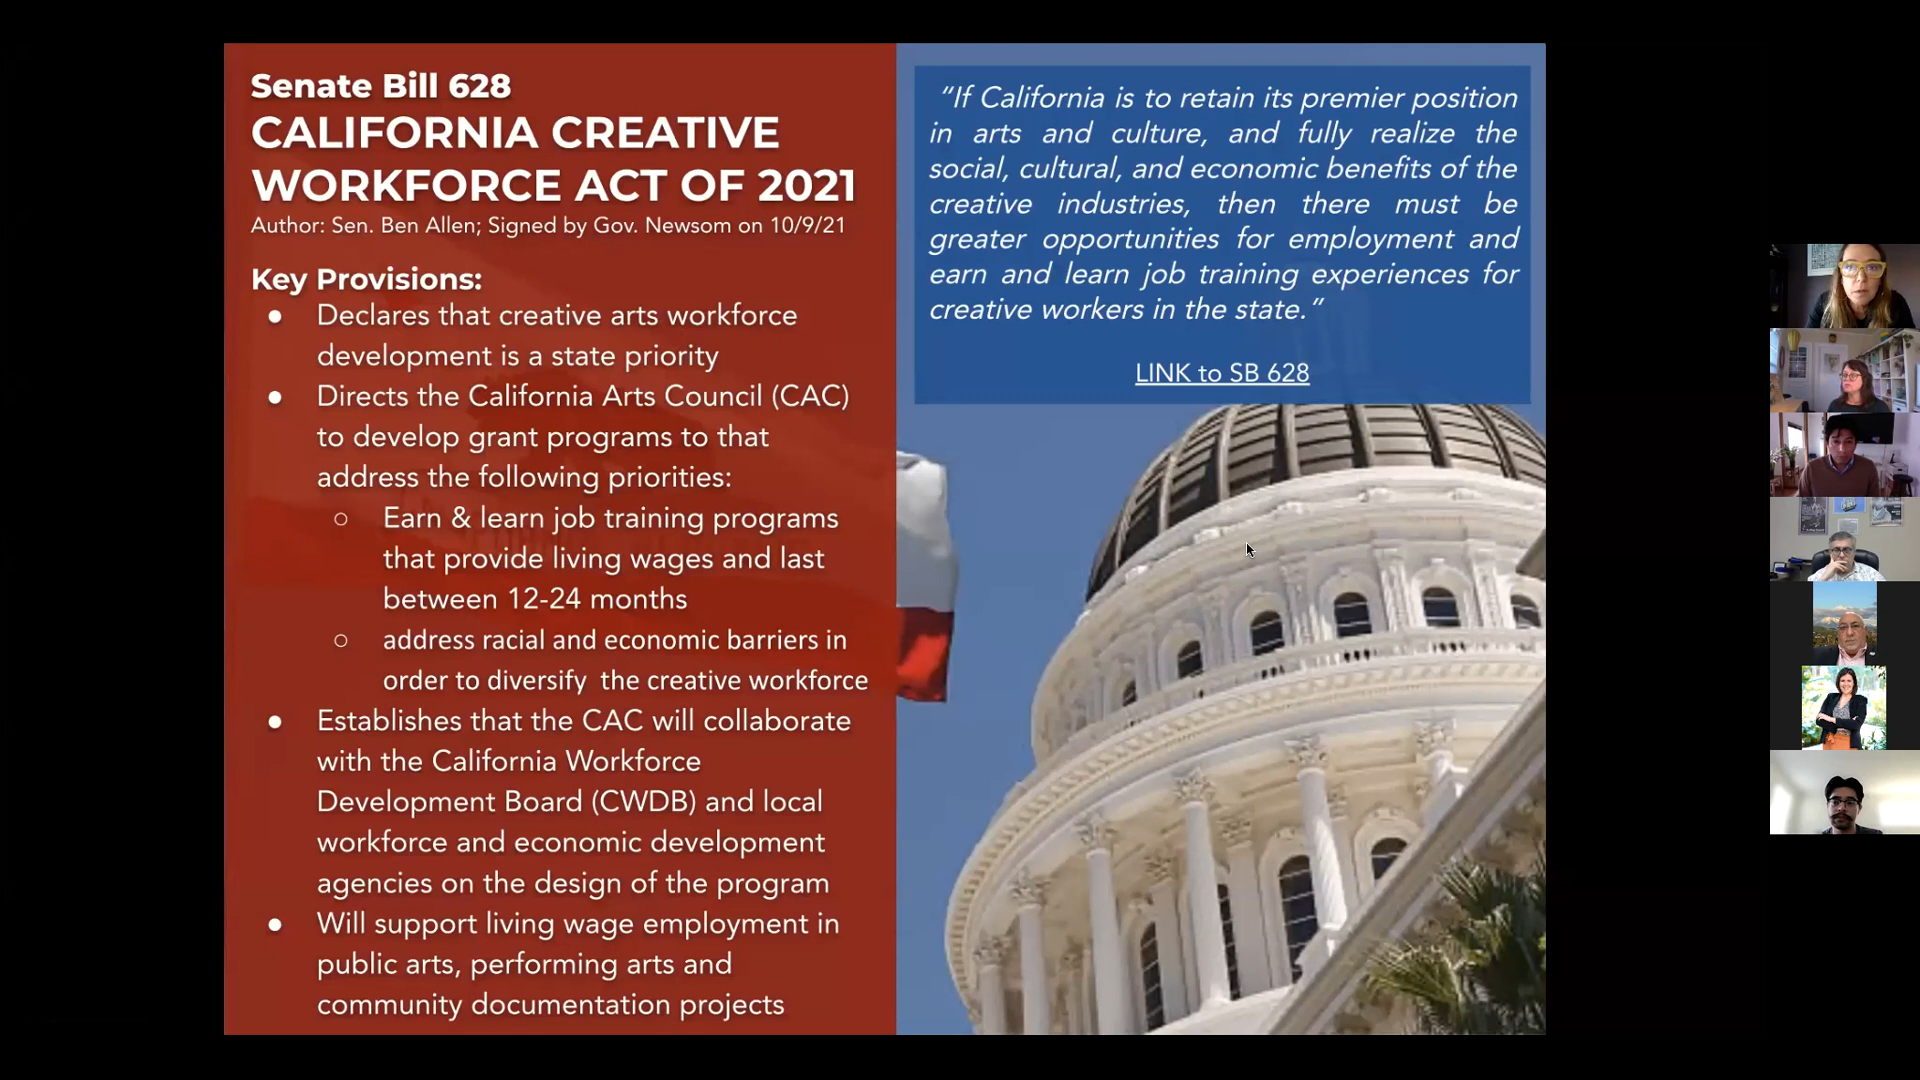 Senate Bill 628
CALIFORNIA CREATIVE
WORKFORCE ACT OF 2021
Author: Sen. Ben Allen; Signed by Gov. Newsom on 10/9/21
Key Provisions:
● Declares that creative arts workforce
development is a state priority
● Directs the California Arts Council (CAC)
to develop grant programs to that
address the following priorities:
○ Earn & learn job training programs
that provide living wages and last
between 12-24 months
○ address racial and economic barriers in
order to diversify  the creative workforce
● Establishes that the CAC will collaborate
with the California Workforce
Development Board (CWDB) and local
workforce and economic development
agencies on the design of the program
● Will support living wage employment in
public arts, performing arts and
community documentation projects
“If California is to retain its premier position
in arts and culture, and fully realize the
social, cultural, and economic benefits of the
creative industries, then there must be
greater opportunities for employment and
earn and learn job training experiences for
creative workers in the state.”
LINK to SB 628